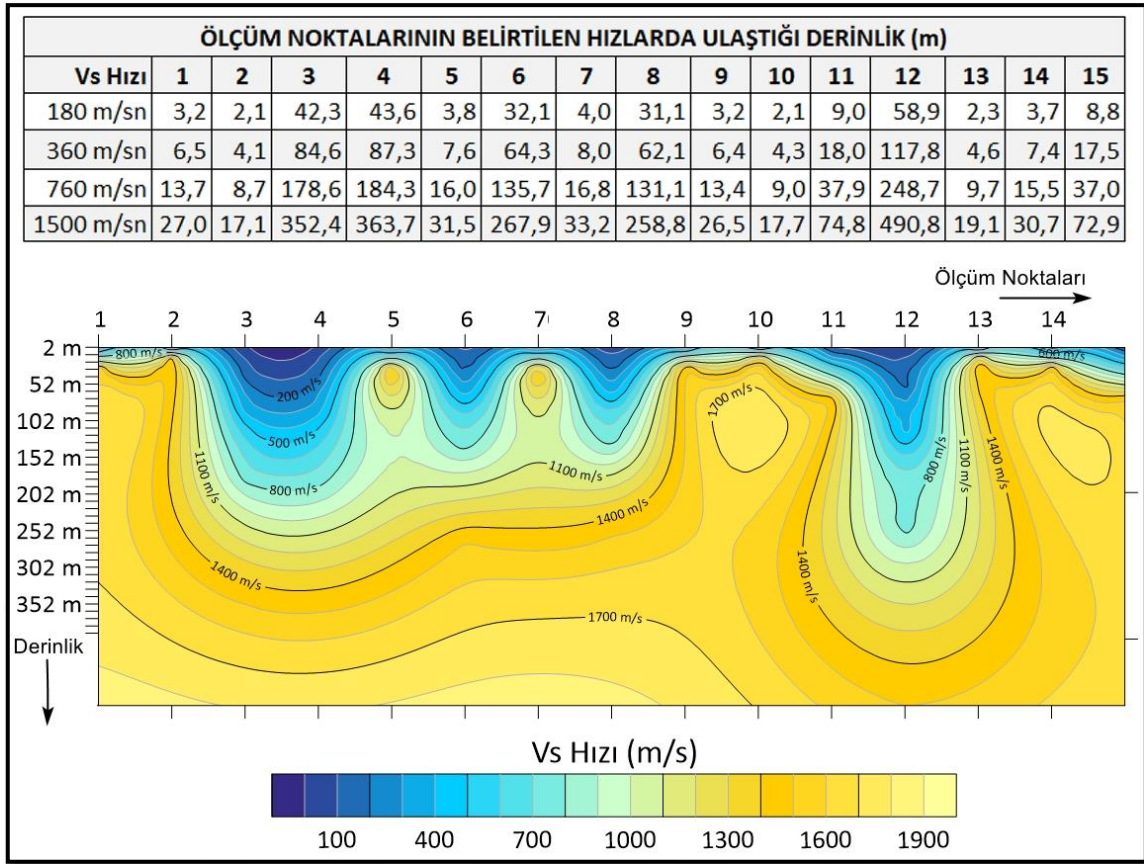 ÖLÇÜM NOKTALARININ BELİRTİLEN HIZLARDA ULAŞTIĞI DERİNLİK (m)
Vs Hızı 1 2 3 4 5 6 7 8 9 10 11 12 13 14 15
180 m/sn 3,2 2,1 42,3 43,6 3,8 32,1 4,0 31,1 3,2 2,1 9,0 58,9 2,3 3,7 8,8
360 m/sn 6,5 4,1 84,6 87,3 7,6 64,3 8,0 62,1 6,4 4,3 18,0 117,8 4,6 7,4 17,5
760 m/sn 13,7 8,7 178,6 184,3 16,0 135,7 16,8 131,1 13,4 9,0 37,9 248,7 9,7 15,5 37,0
1500 m/sn 27,0 17,1 352,4 363,7 31,5 267,9 33,2 258,8 26,5 17,7 74,8 490,8 19,1 30,7 72,9
Ölçüm Noktaları
1 2 3 4 5 6 7 8 9 10 11 12 13 14
2 m
52 m
102 m
152 m
202 m
252 m
302 m
352 m
Derinlik
800 m/s
200 m/s
500 m/s
800 m/s
1100 m/s
1400 m/s
1100 m/s
1400 m/s
1700 m/s
1700 m/s
1400 m/s
800 m/s
1100 m/s
1400 m/s
Vs Hızı (m/s)
100 400 700 1000 1300 1600 1900